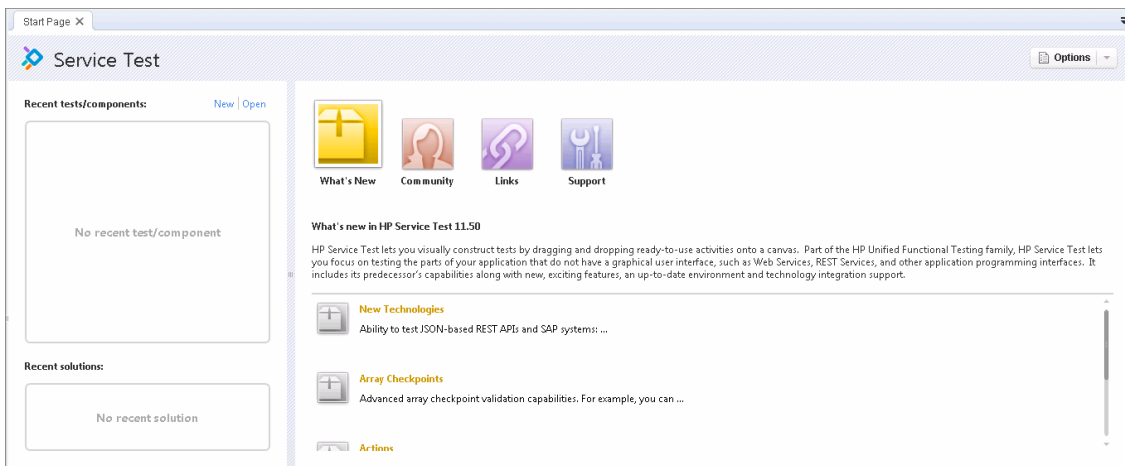 Start Page
Service Test
Options
Recent tests/components:
New
Open
No recent test/component
Recent solutions:
No recent solution
What's New
Community
Links
Support
What's new in HP Service Test 11.50
HP Service Test lets you visually construct tests by dragging and dropping ready-to-use activities onto a canvas. Part of the HP Unified Functional Testing family, HP Service Test lets
you focus on testing the parts of your application that do not have a graphical user interface, such as Web Services, REST Services, and other application programming interfaces. It
includes its predecessor's capabilities along with new, exciting features, an up-to-date environment and technology integration support.
New Technologies
Ability to test JSON-based REST APIs and SAP systems: ...
Array Checkpoints
Advanced array checkpoint validation capabilities. For example, you can ...
Actions